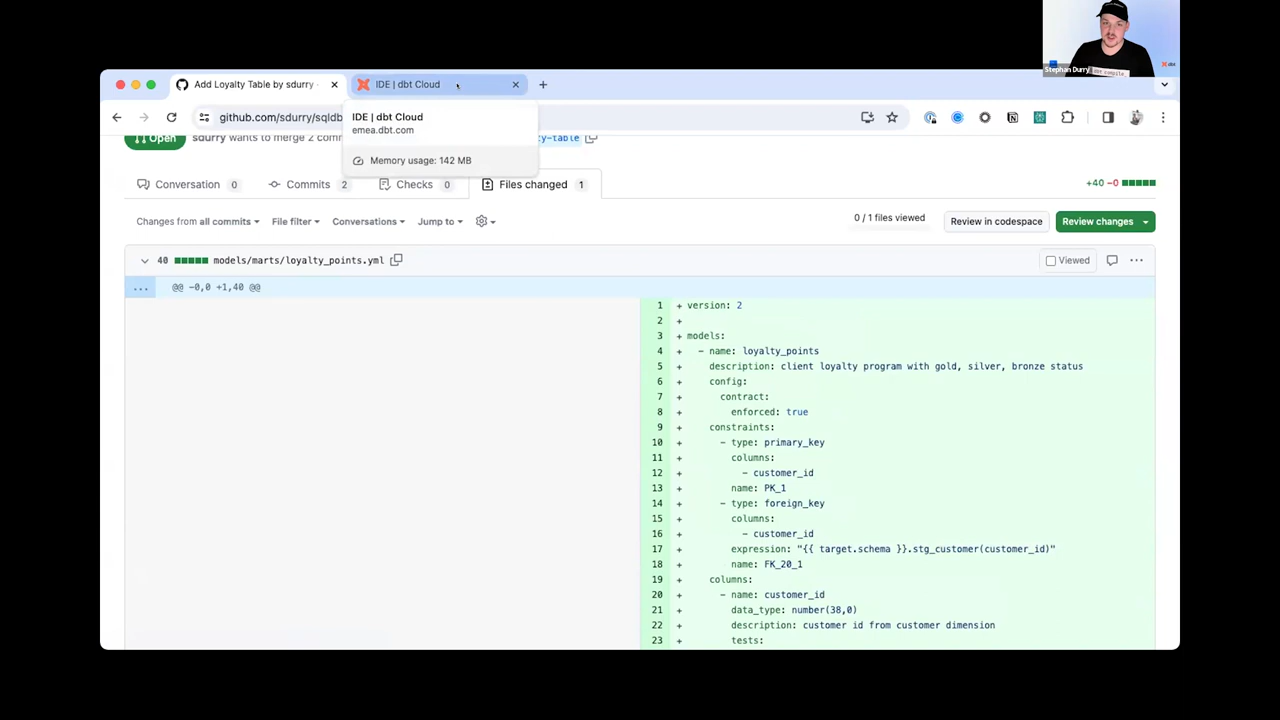 Stephan Durry
dbt compile_
dbt
Add Loyalty Table by sdurry
IDE | dbt Cloud
github.com/sdurry/sqldb
IDE | dbt Cloud
emea.dbt.com
Memory usage: 142 MB
Open
sdurry wants to merge 2 comm
y-table
Conversation 0
Commits 2
Checks 0
Files changed 1
+40 −0
Changes from all commits
File filter
Conversations
Jump to
0 / 1 files viewed
Review in codespace
Review changes
40 models/marts/loyalty_points.yml
Viewed
... @@ -0,0 +1,40 @@
1 + version: 2
2 +
3 + models:
4 + - name: loyalty_points
5 + description: client loyalty program with gold, silver, bronze status
6 + config:
7 + contract:
8 + enforced: true
9 + constraints:
10 + - type: primary_key
11 + columns:
12 + - customer_id
13 + name: PK_1
14 + - type: foreign_key
15 + columns:
16 + - customer_id
17 + expression: "{{ target.schema }}.stg_customer(customer_id)"
18 + name: FK_20_1
19 + columns:
20 + - name: customer_id
21 + data_type: number(38,0)
22 + description: customer id from customer dimension
23 + tests: